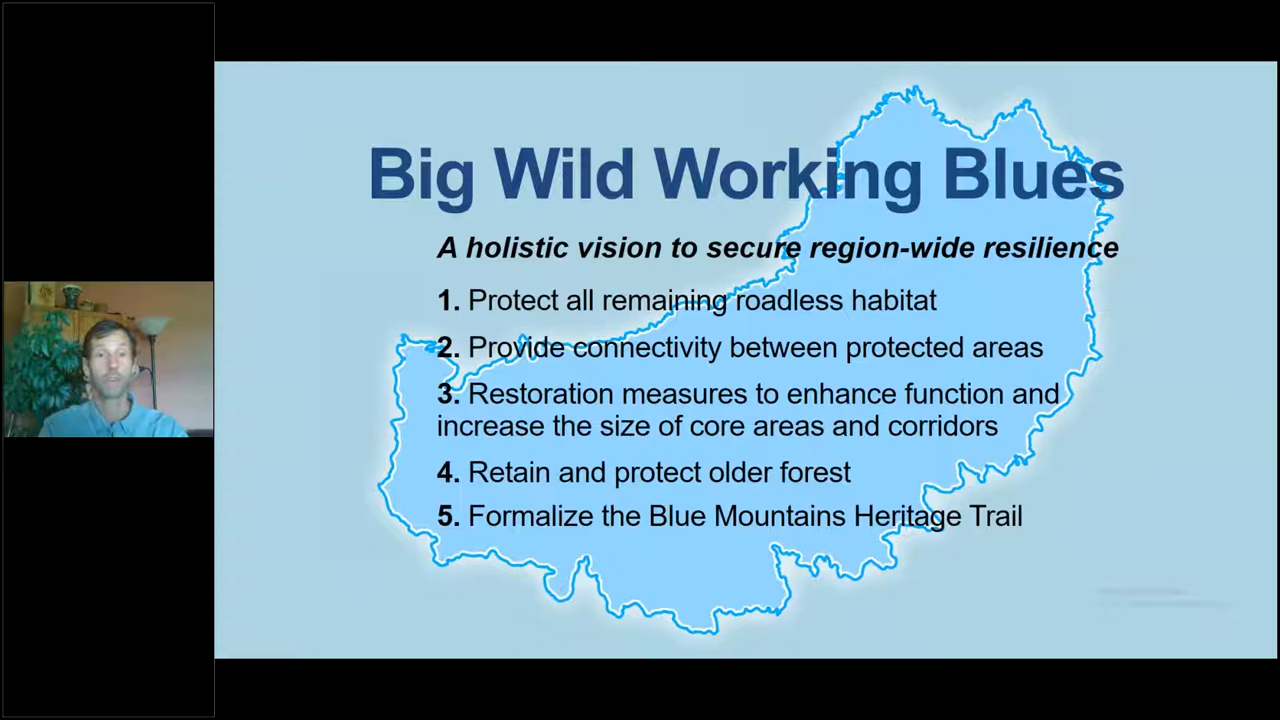 Big Wild Working Blues
A holistic vision to secure region-wide resilience
1. Protect all remaining roadless habitat
2. Provide connectivity between protected areas
3. Restoration measures to enhance function and
increase the size of core areas and corridors
4. Retain and protect older forest
5. Formalize the Blue Mountains Heritage Trail